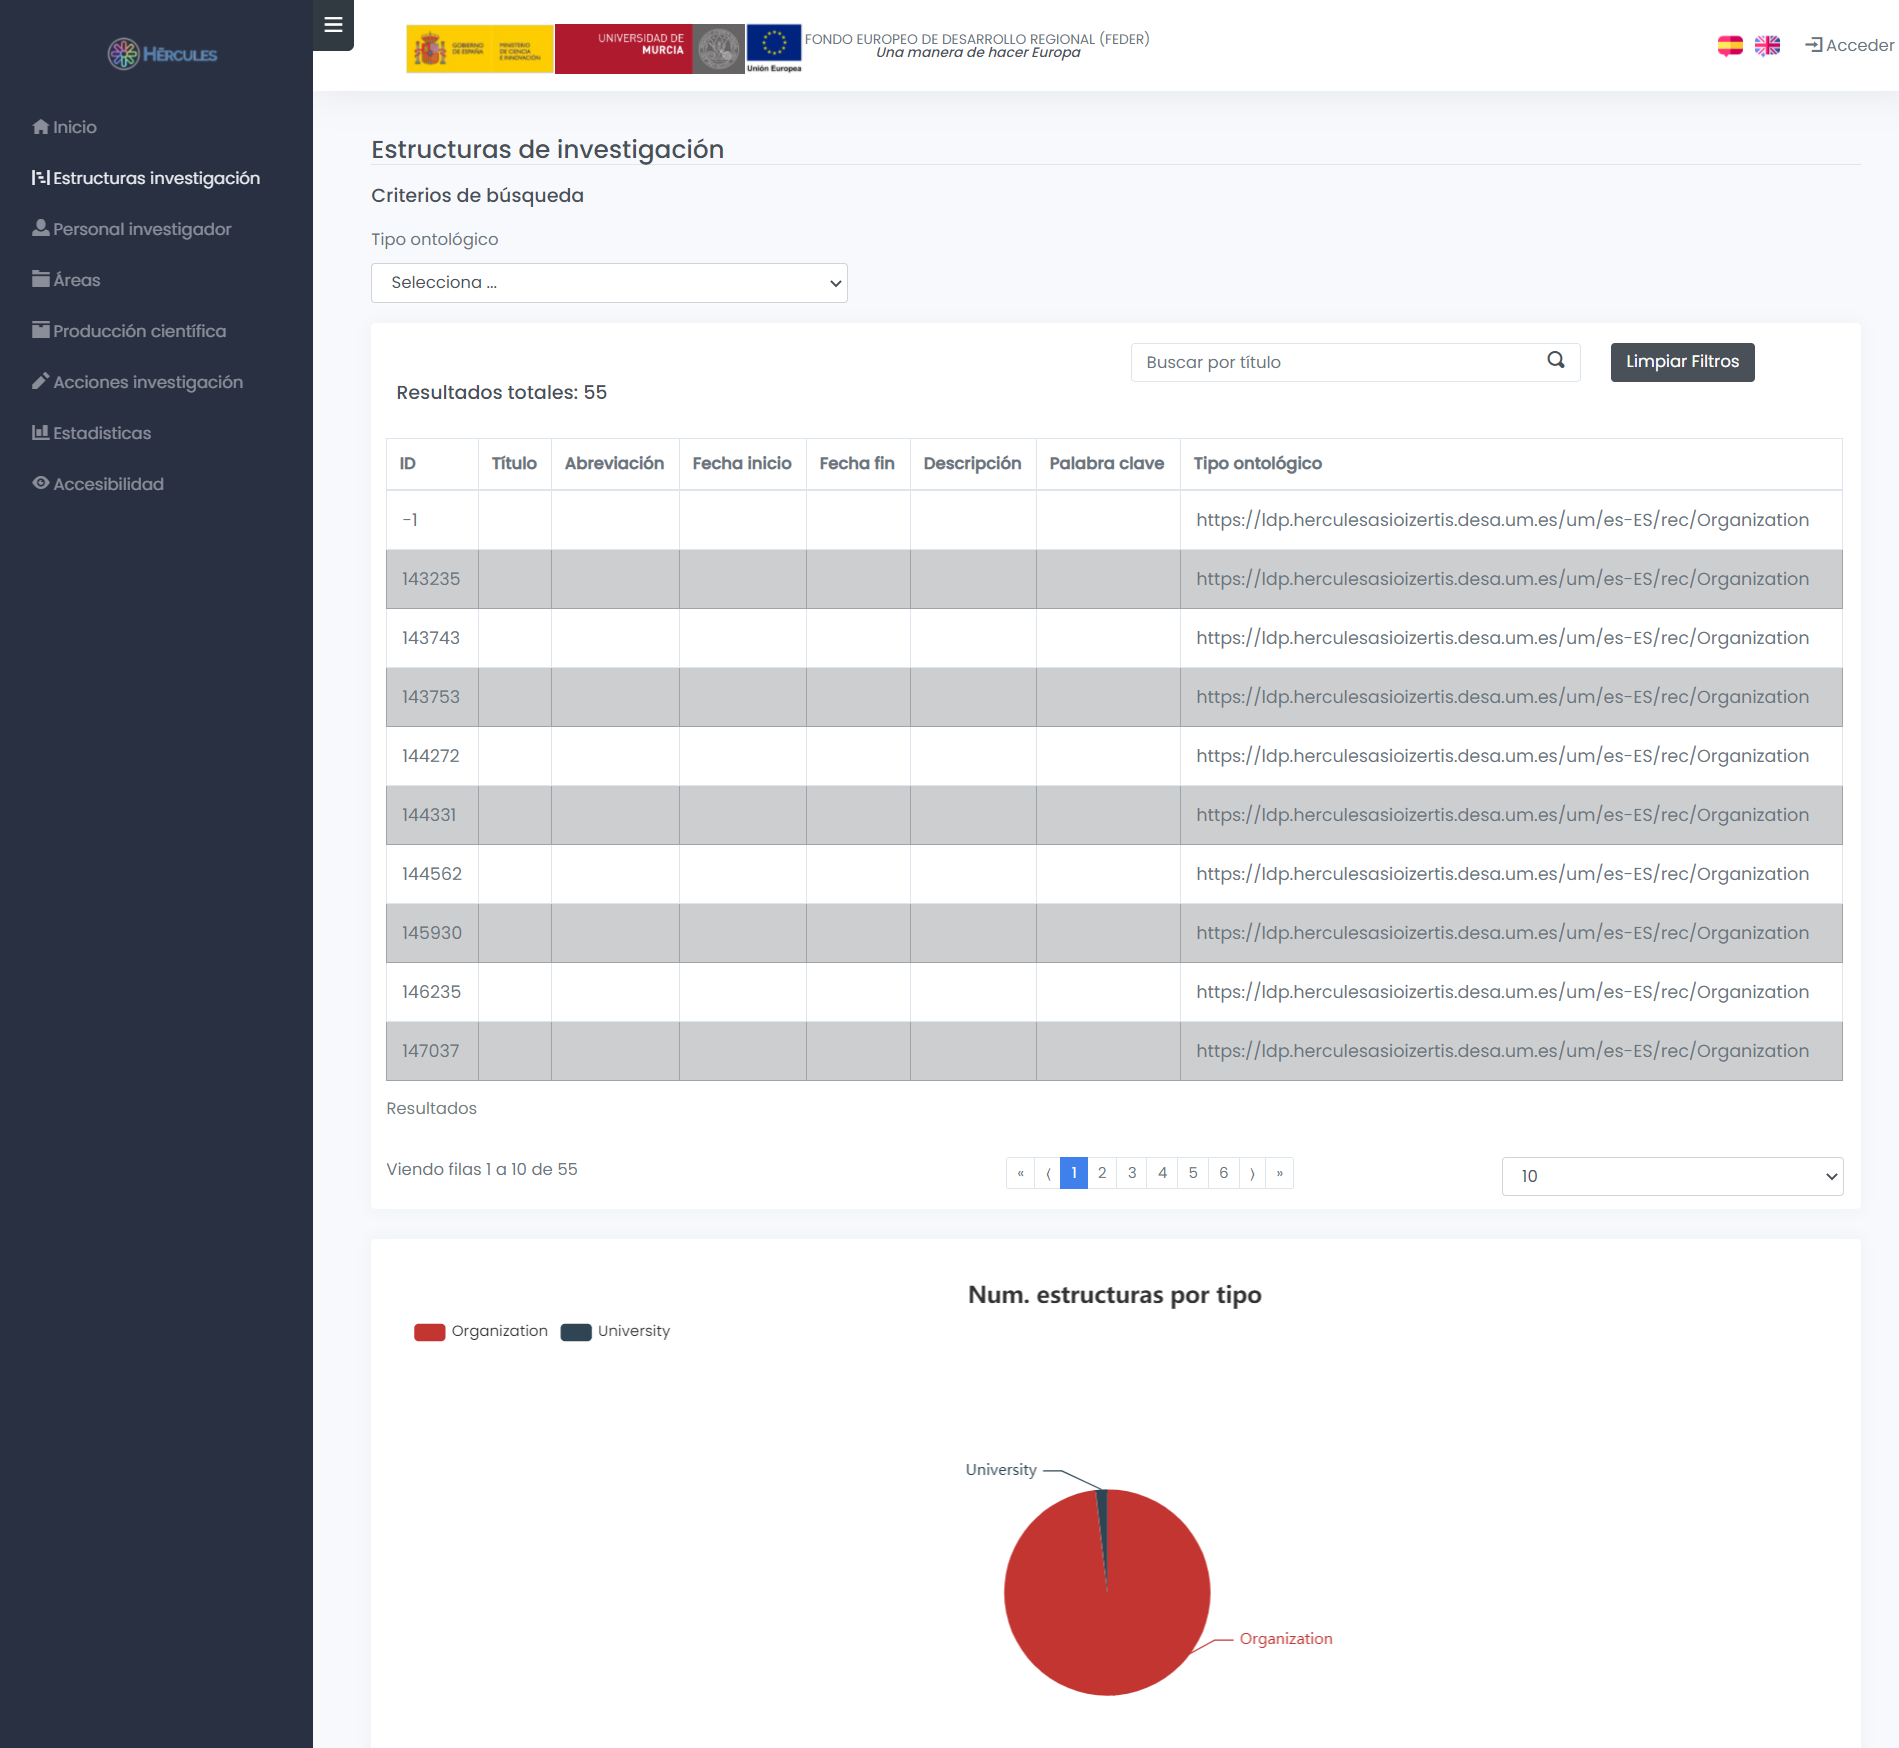 HĒRCULES
Inicio
Estructuras investigación
Personal investigador
Áreas
Producción científica
Acciones investigación
Estadisticas
Accesibilidad
GOBIERNO DE ESPAÑA
MINISTERIO DE CIENCIA E INNOVACIÓN
UNIVERSIDAD DE MURCIA
Unión Europea
FONDO EUROPEO DE DESARROLLO REGIONAL (FEDER)
Una manera de hacer Europa
Acceder
Estructuras de investigación
Criterios de búsqueda
Tipo ontológico
Selecciona ...
Buscar por título
Limpiar Filtros
Resultados totales: 55
ID Título Abreviación Fecha inicio Fecha fin Descripción Palabra clave Tipo ontológico
-1 https://ldp.herculesasioizertis.desa.um.es/um/es-ES/rec/Organization
143235 https://ldp.herculesasioizertis.desa.um.es/um/es-ES/rec/Organization
143743 https://ldp.herculesasioizertis.desa.um.es/um/es-ES/rec/Organization
143753 https://ldp.herculesasioizertis.desa.um.es/um/es-ES/rec/Organization
144272 https://ldp.herculesasioizertis.desa.um.es/um/es-ES/rec/Organization
144331 https://ldp.herculesasioizertis.desa.um.es/um/es-ES/rec/Organization
144562 https://ldp.herculesasioizertis.desa.um.es/um/es-ES/rec/Organization
145930 https://ldp.herculesasioizertis.desa.um.es/um/es-ES/rec/Organization
146235 https://ldp.herculesasioizertis.desa.um.es/um/es-ES/rec/Organization
147037 https://ldp.herculesasioizertis.desa.um.es/um/es-ES/rec/Organization
Resultados
Viendo filas 1 a 10 de 55
« ⟨ 1 2 3 4 5 6 ⟩ »
10
Num. estructuras por tipo
Organization University
University
Organization